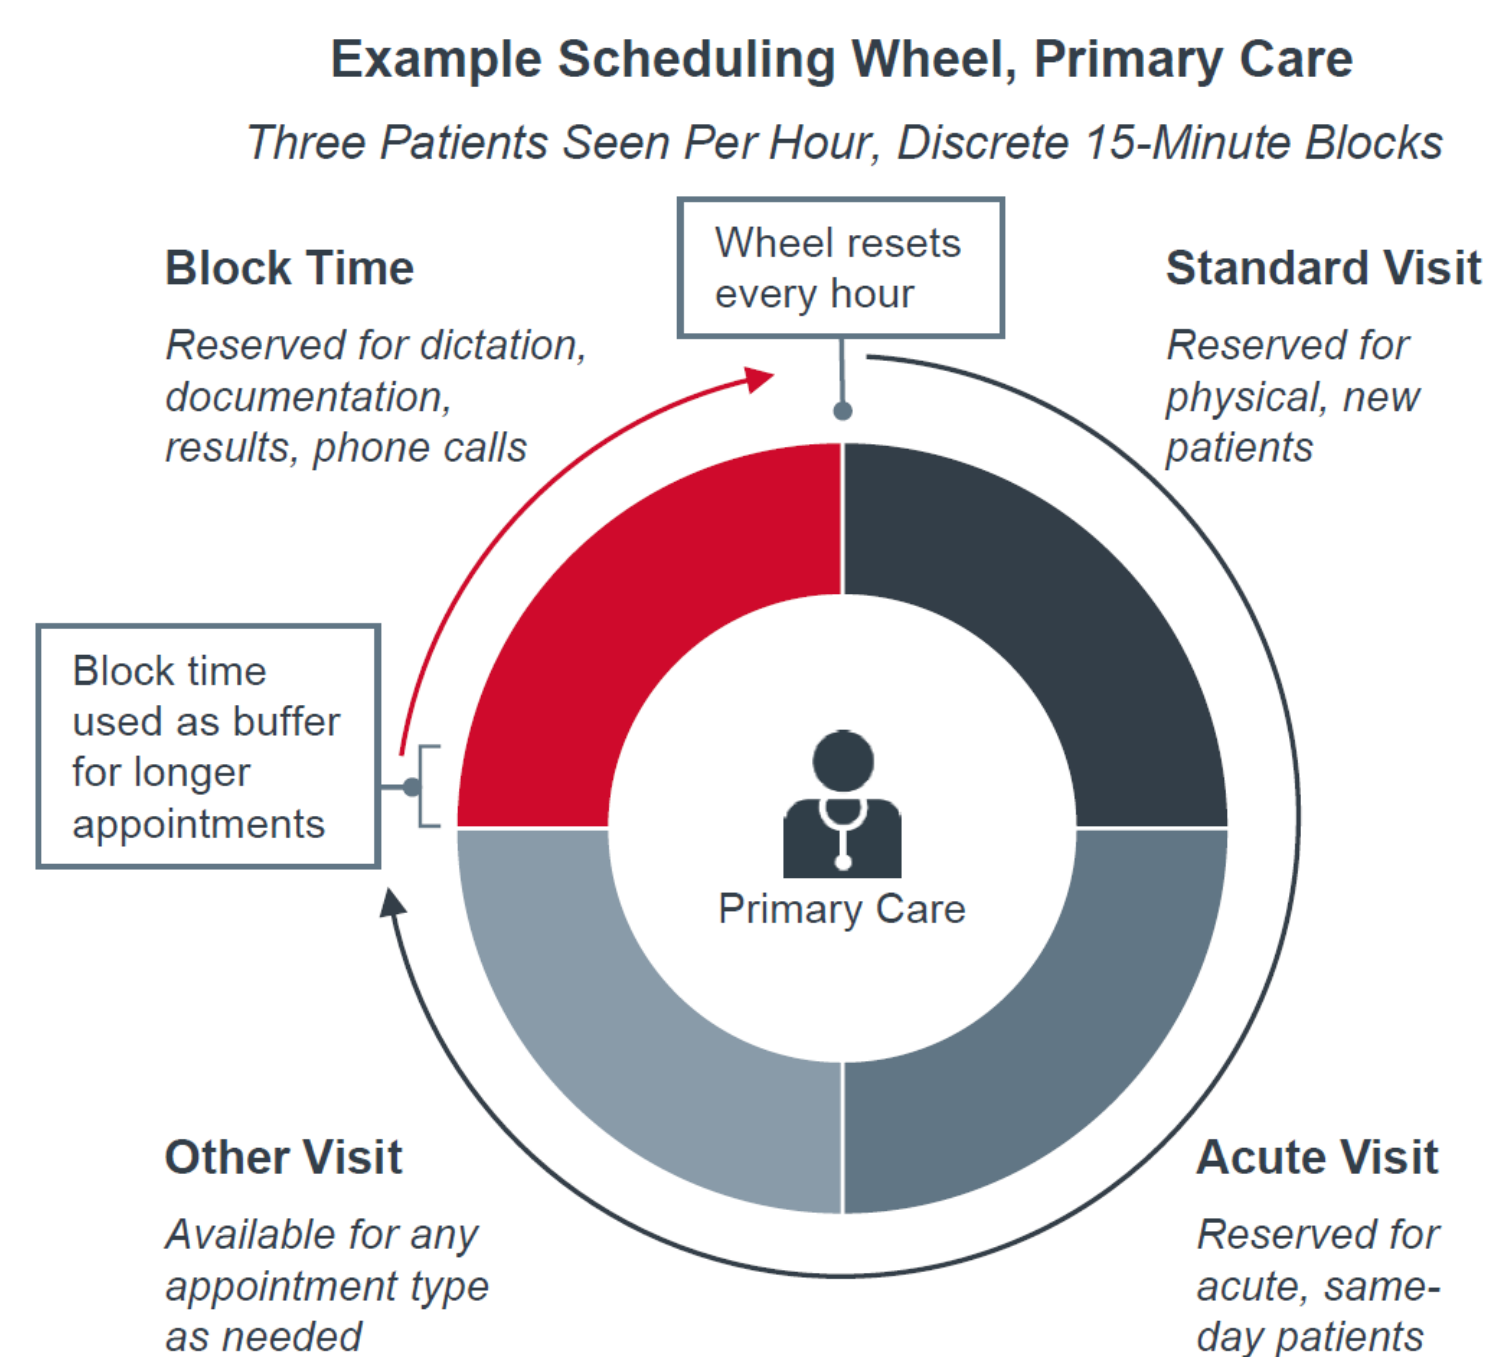 Example Scheduling Wheel, Primary Care
Three Patients Seen Per Hour, Discrete 15-Minute Blocks
Wheel resets
every hour
Block Time
Reserved for dictation,
documentation,
results, phone calls
Standard Visit
Reserved for
physical, new
patients
Block time
used as buffer
for longer
appointments
Primary Care
Other Visit
Available for any
appointment type
as needed
Acute Visit
Reserved for
acute, same-
day patients